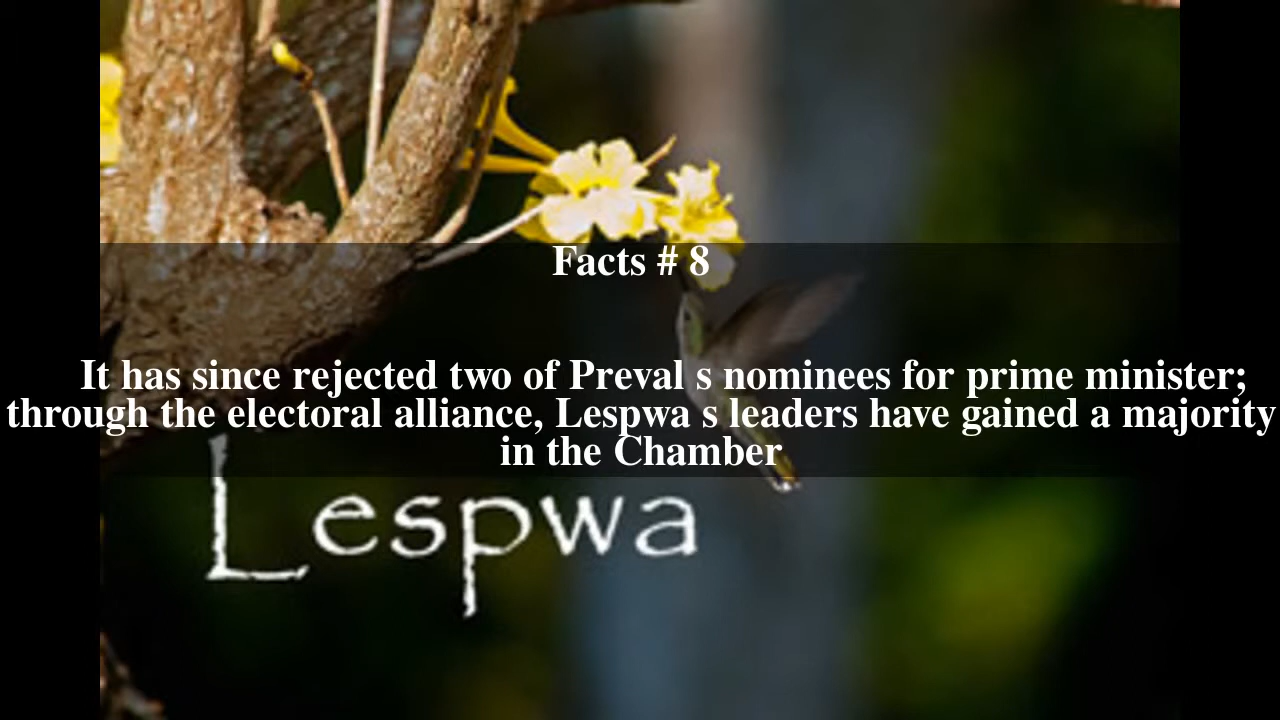 Facts # 8
It has since rejected two of Preval s nominees for prime minister;
through the electoral alliance, Lespwa s leaders have gained a majority
in the Chamber
Lespwa